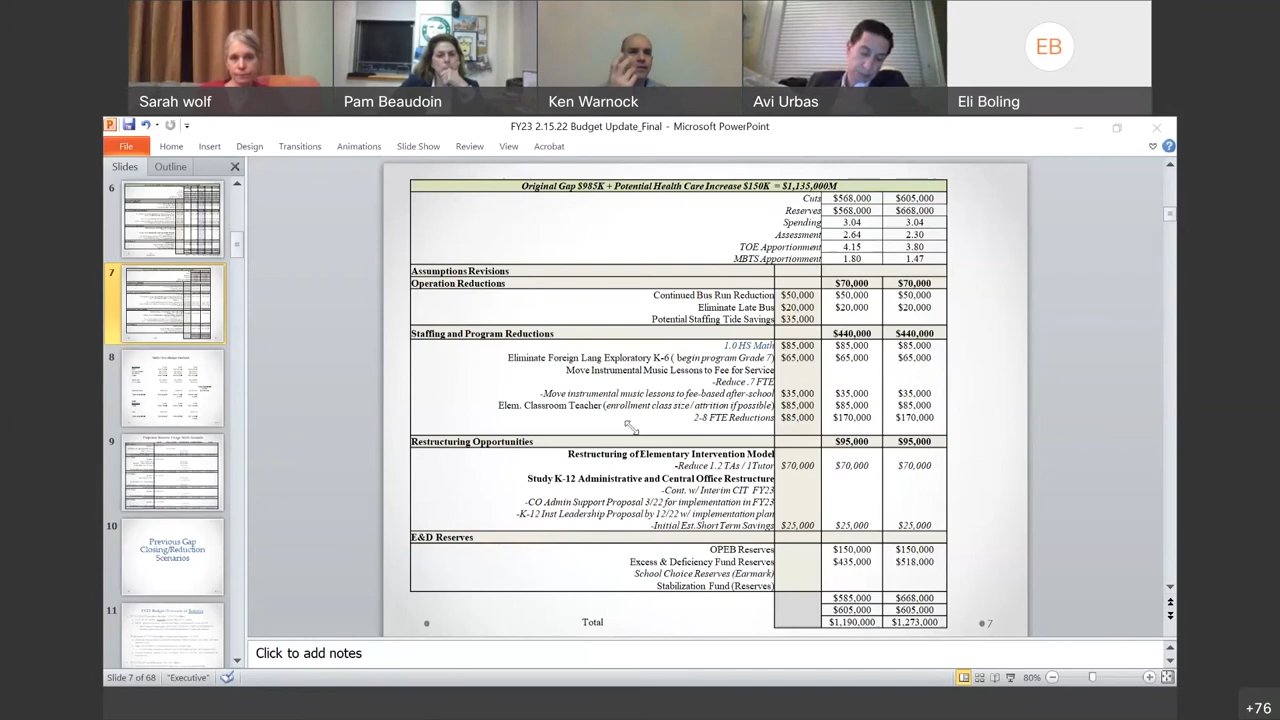 Sarah wolf
Pam Beaudoin
Ken Warnock
Avi Urbas
EB
Eli Boling
FY23 2.15.22 Budget Update_Final - Microsoft PowerPoint
File Home Insert Design Transitions Animations Slide Show Review View Acrobat
Slides Outline
6
7
8
9
10
Previous Gap
Closing/Reduction
Scenarios
11
Original Gap $985K + Potential Health Care Increase $150K = $1,135,000M
Cuts $568,000 $605,000
Reserves $568,000 $668,000
Spending 3.04 3.04
Assessment 2.64 2.30
TOE Apportionment 4.15 3.80
MBTS Apportionment 1.80 1.47
Assumptions Revisions
Operation Reductions $70,000 $70,000
Continued Bus Run Reduction $50,000 $50,000 $50,000
Eliminate Late Bus $20,000 $20,000 $20,000
Potential Staffing Tide Savings $35,000
Staffing and Program Reductions $440,000 $440,000
1.0 HS Math $85,000 $85,000 $85,000
Eliminate Foreign Lang Exploratory K-6 ( begin program Grade 7) $65,000 $65,000 $65,000
Move Instrumental Music Lessons to Fee for Service
-Reduce .7 FTE
-Move instrumental music lessons to fee-based after-school $35,000 $35,000 $35,000
Elem. Classroom Teacher (enrollment class size / attrition if possible) $85,000 $85,000 $85,000
2-8 FTE Reductions $85,000 $170,000 $170,000
Restructuring Opportunities $95,000 $95,000
Restructuring of Elementary Intervention Model
-Reduce 1.2 TAs / 1Tutor $70,000 $70,000 $70,000
Study K-12 Administrative and Central Office Restructure
-Cont. w/ Interim CIT FY23
-CO Admin Support Proposal 3/22 for implementation in FY23
-K-12 Inst Leadership Proposal by 12/22 w/ implementation plan
-Initial Est.Short Term Savings $25,000 $25,000 $25,000
E&D Reserves
OPEB Reserves $150,000 $150,000
Excess & Deficiency Fund Reserves $435,000 $518,000
School Choice Reserves (Earmark)
Stabilization Fund (Reserves)
$585,000 $668,000
$605,000 $605,000
Total $1,190,000 $1,273,000
7
Click to add notes
Slide 7 of 68 "Executive" 80%
+76